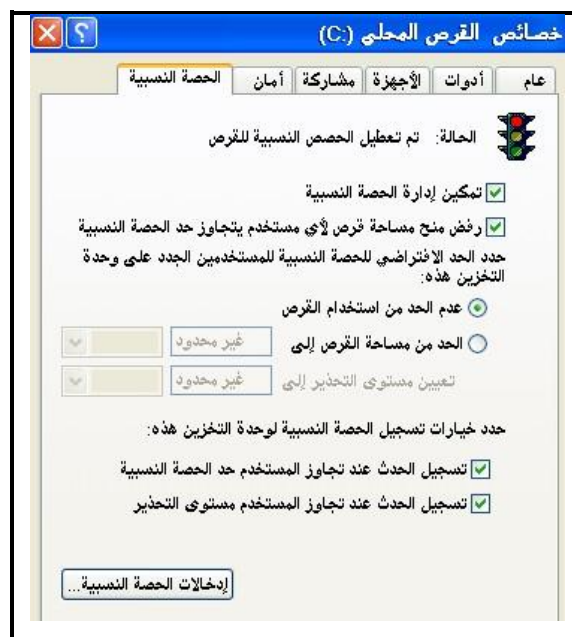 خصائص القرص المحلي (C:)
عام
أدوات
الأجهزة
مشاركة
أمان
الحصة النسبية
الحالة: تم تعطيل الحصص النسبية للقرص
تمكين إدارة الحصة النسبية
رفض منح مساحة قرص لأي مستخدم يتجاوز حد الحصة النسبية
حدد الحد الافتراضي للحصة النسبية للمستخدمين الجدد على وحدة
التخزين هذه:
عدم الحد من استخدام القرص
الحد من مساحة القرص إلى غير محدود
تعيين مستوى التحذير إلى غير محدود
حدد خيارات تسجيل الحصة النسبية لوحدة التخزين هذه:
تسجيل الحدث عند تجاوز المستخدم حد الحصة النسبية
تسجيل الحدث عند تجاوز المستخدم مستوى التحذير
إدخالات الحصة النسبية...